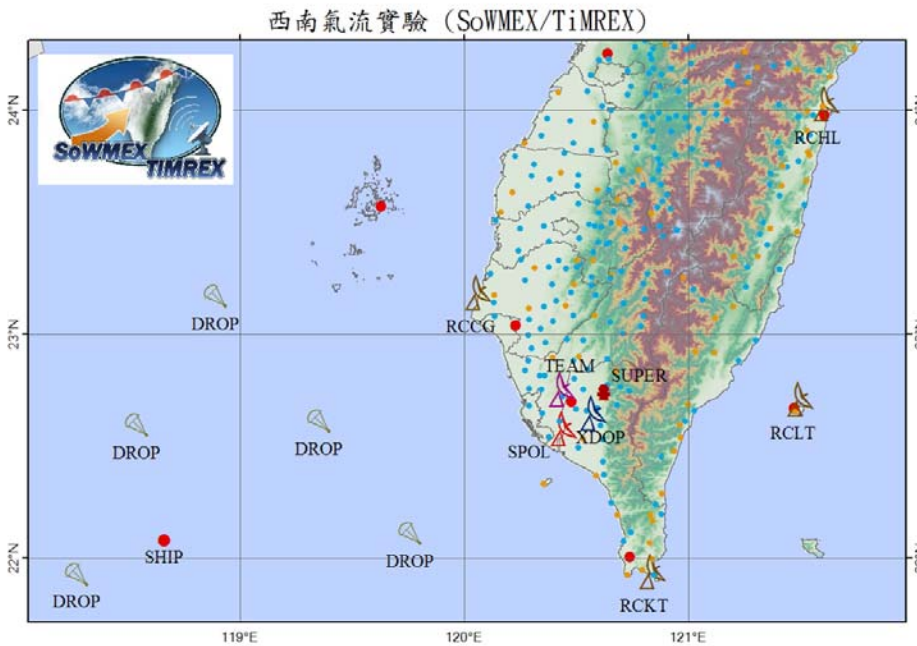 西南氣流實驗 (SoWMEX/TiMREX)
SoWMEX
TiMREX
24°N
23°N
22°N
RCHL
DROP
RCCG
TEAM
SUPER
DROP
DROP
SPOL
XDOP
RCLT
SHIP
DROP
DROP
RCKT
119°E
120°E
121°E